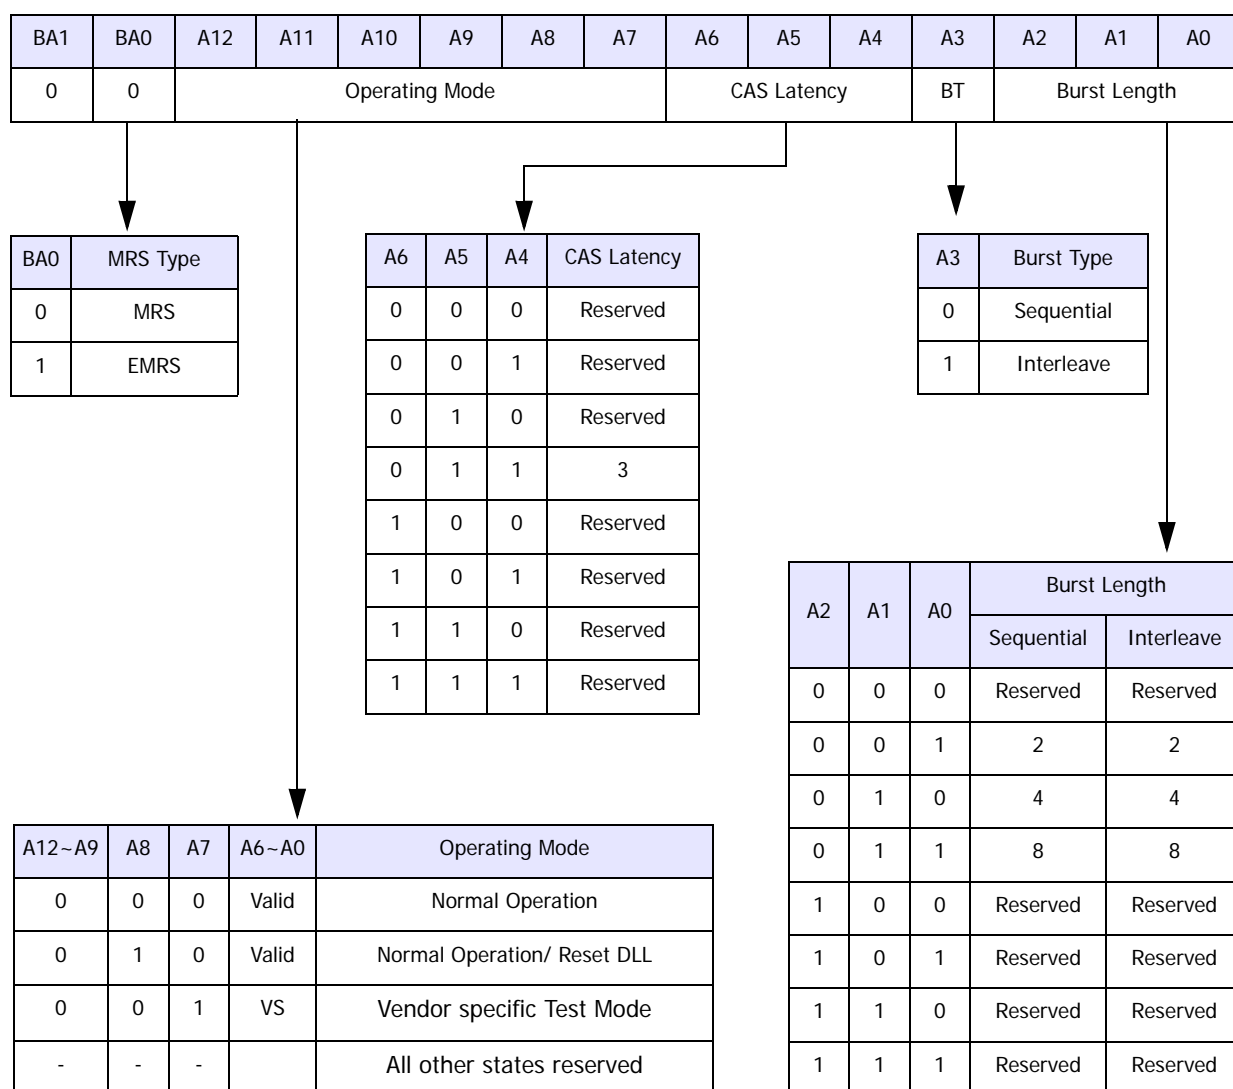 BA1 BA0 A12 A11 A10 A9 A8 A7 A6 A5 A4 A3 A2 A1 A0
0 0 Operating Mode CAS Latency BT Burst Length
BA0 MRS Type
0 MRS
1 EMRS
A6 A5 A4 CAS Latency
0 0 0 Reserved
0 0 1 Reserved
0 1 0 Reserved
0 1 1 3
1 0 0 Reserved
1 0 1 Reserved
1 1 0 Reserved
1 1 1 Reserved
A3 Burst Type
0 Sequential
1 Interleave
A2 A1 A0 Burst Length
Sequential Interleave
0 0 0 Reserved Reserved
0 0 1 2 2
0 1 0 4 4
0 1 1 8 8
1 0 0 Reserved Reserved
1 0 1 Reserved Reserved
1 1 0 Reserved Reserved
1 1 1 Reserved Reserved
A12~A9 A8 A7 A6~A0 Operating Mode
0 0 0 Valid Normal Operation
0 1 0 Valid Normal Operation/ Reset DLL
0 0 1 VS Vendor specific Test Mode
- - - All other states reserved